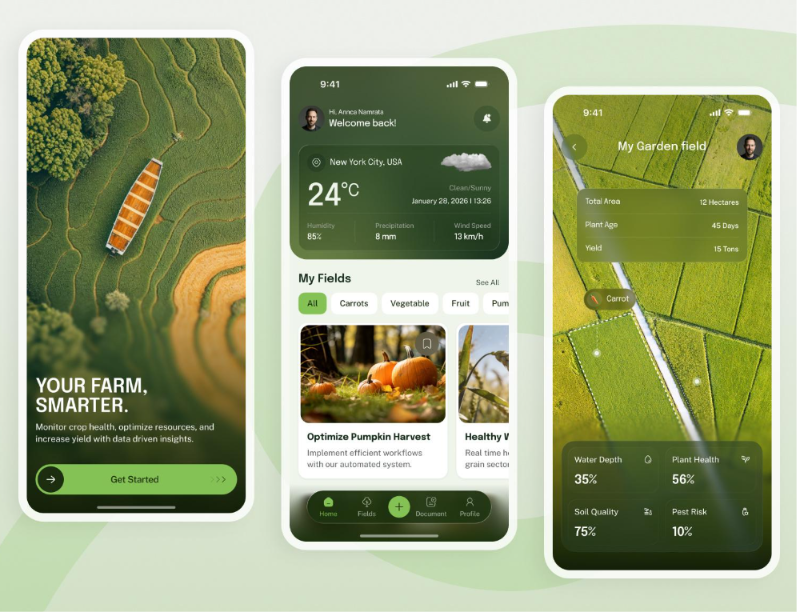 YOUR FARM,
SMARTER.
Monitor crop health, optimize resources, and
increase yield with data driven insights.
Get Started
9:41
Hi, Annca Namrata
Welcome back!
New York City, USA
24°C
Clean/Sunny
January 28, 2026 | 13:26
Humidity
85%
Precipitation
8 mm
Wind Speed
13 km/h
My Fields
See All
All
Carrots
Vegetable
Fruit
Pum
Optimize Pumpkin Harvest
Implement efficient workflows
with our automated system.
Healthy W
Real time h
grain sector
Home
Fields
Document
Profile
9:41
My Garden field
Total Area
12 Hectares
Plant Age
45 Days
Yield
15 Tons
Carrot
Water Depth
35%
Plant Health
56%
Soil Quality
75%
Pest Risk
10%